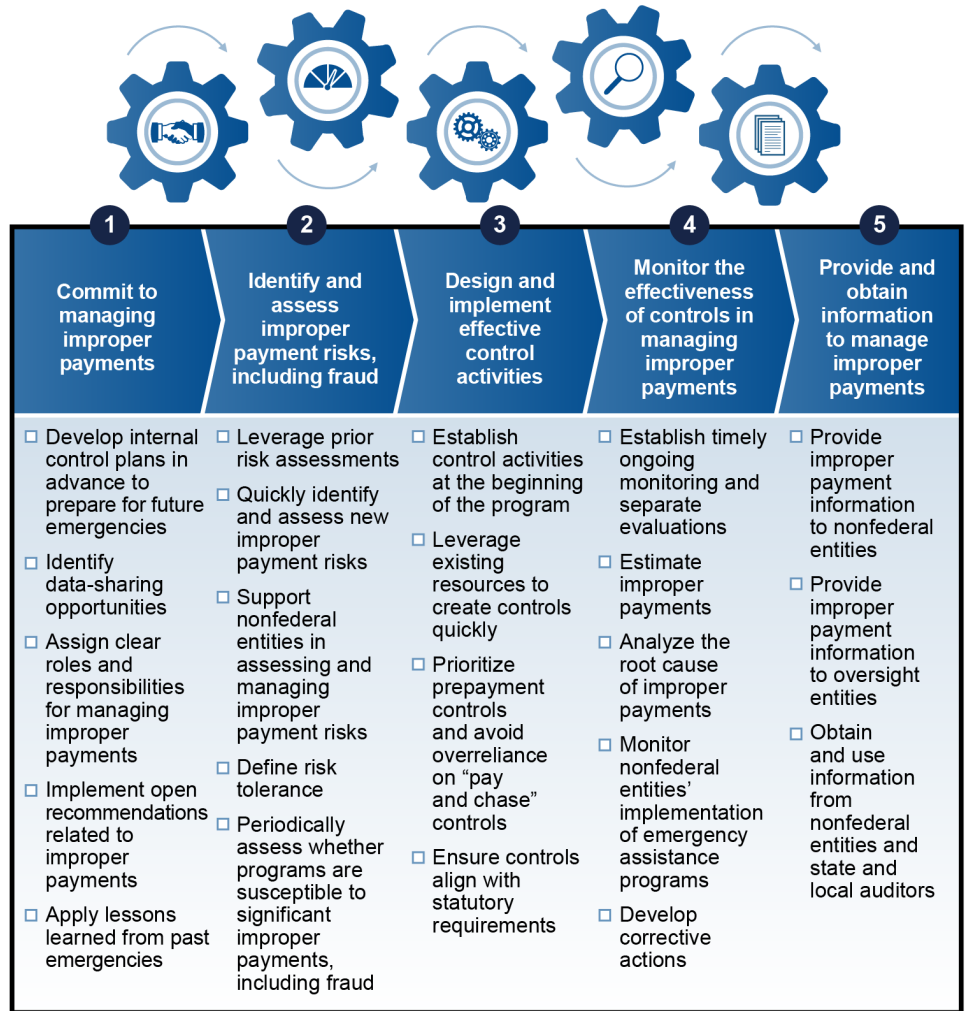 1
Commit to
managing
improper
payments
Develop internal
control plans in
advance to
prepare for future
emergencies
Identify
data-sharing
opportunities
Assign clear
roles and
responsibilities
for managing
improper
payments
Implement open
recommendations
related to
improper
payments
Apply lessons
learned from past
emergencies
2
Identify and
assess
improper
payment risks,
including fraud
Leverage prior
risk assessments
Quickly identify
and assess new
improper
payment risks
Support
nonfederal
entities in
assessing and
managing
improper
payment risks
Define risk
tolerance
Periodically
assess whether
programs are
susceptible to
significant
improper
payments,
including fraud
3
Design and
implement
effective
control
activities
Establish
control activities
at the beginning
of the program
Leverage
existing
resources to
create controls
quickly
Prioritize
prepayment
controls
and avoid
overreliance
on “pay
and chase”
controls
Ensure controls
align with
statutory
requirements
4
Monitor the
effectiveness
of controls in
managing
improper
payments
Establish timely
ongoing
monitoring and
separate
evaluations
Estimate
improper
payments
Analyze the
root cause
of improper
payments
Monitor
nonfederal
entities’
implementation
of emergency
assistance
programs
Develop
corrective
actions
5
Provide and
obtain
information
to manage
improper
payments
Provide
improper
payment
information
to nonfederal
entities
Provide
improper
payment
information
to oversight
entities
Obtain
and use
information
from
nonfederal
entities and
state and
local auditors